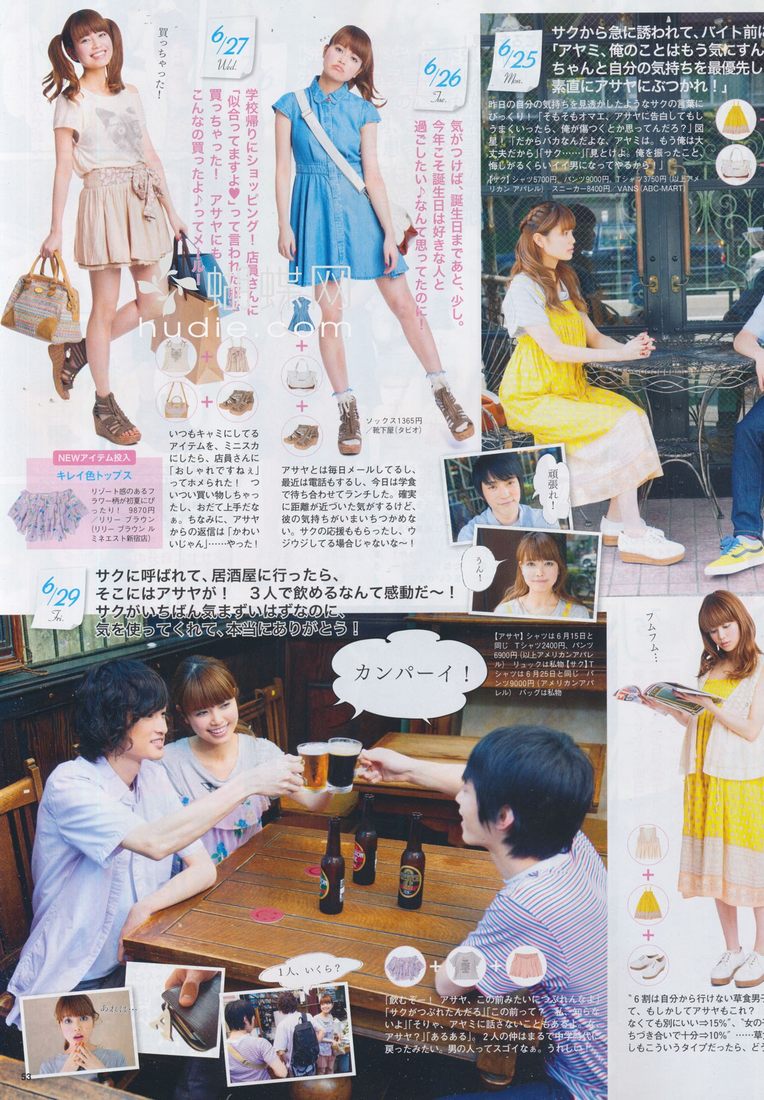 サクから急に誘われて、バイト前に
「アヤミ、俺のことはもう気にすん
ちゃんと自分の気持ちを最優先し
素直にアサヤにぶつかれ！」
6/25
Mon.
昨日の自分の気持ちを見透かしたようなサクの言葉に
びっくり！「そもそもオマエ、アサヤに告白してもし
うまくいったら、俺が傷つくとか思ってんだろ？」図
星！「だからバカなんだよな、アヤミは。もう俺は大
丈夫だから」「サク……」「見とけよ。俺を振ったこと、
悔しがるくらいイイ男になってやるから！」
【サク】シャツ5700円、パンツ9000円、Tシャツ3750円（以上アメ
リカン アパレル） スニーカー8400円／VANS（ABC-MART）
頑張れ！
うん！
6/26
Tue.
気がつけば、誕生日まであと、少し。
今年こそ誕生日は好きな人と
過ごしたい♪なんて思ってたのに！
ソックス1365円
／靴下屋（タビオ）
アサヤとは毎日メールしてるし、
最近は電話もするし、今日は学食
で待ち合わせてランチした。確実
に距離が近づいた気がするけど、
彼の気持ちがいまいちつかめな
い。サクの応援ももらったし、ウ
ジウジしてる場合じゃないな〜！
6/27
Wed.
買っちゃった！
学校帰りにショッピング！ 店員さんに
「似合ってますよ♥」って言われた
買っちゃった！ アサヤにも
こんなの買ったよ♪ってメール！
虹蝶网
hudie.com
いつもキャミにしてる
アイテムを、ミニスカ
にしたら、店員さんに
「おしゃれですねぇ」
ってホメられた！ つ
いつい買い物しちゃっ
たし、おだて上手だな
ぁ。ちなみに、アサヤ
からの返信は「かわい
いじゃん」……やった！
NEWアイテム投入
キレイ色トップス
リゾート感のあるフ
ラワー柄が初夏にぴ
ったり！ 9870円
／リリー ブラウン
（リリー ブラウン ル
ミネエスト新宿店）
6/29
Fri.
サクに呼ばれて、居酒屋に行ったら、
そこにはアサヤが！ 3人で飲めるなんて感動だ〜！
サクがいちばん気まずいはずなのに、
気を使ってくれて、本当にありがとう！
カンパーイ！
【アサヤ】シャツは6月15日と
同じ Tシャツ2400円、パンツ
6900円（以上アメリカンアパレ
ル） リュックは私物【サク】T
シャツは6月25日と同じ パ
ンツ9000円（アメリカンアパ
レル） バッグは私物
フムフム…
あれは…
1人、いくら？
「飲むぞー！ アサヤ、この前みたいにつぶれんなよ」
「サクがつぶれたんだろ」「この前って？ 私、知らな
いよ」「そりゃ、アヤミに話さないこともあるよ。な、
アサヤ？」「あるある」。2人の仲はまるで中学時代に
戻ったみたい。男の人ってスゴイなぁ。うれしい！
"6割は自分から行けない草食男子
て、もしかしてアサヤもこれ？
なくても別にいい⇒15%"、"女の子
ちづき合いで十分⇒10%" ……草
しもこういうタイプだったら、ど
53